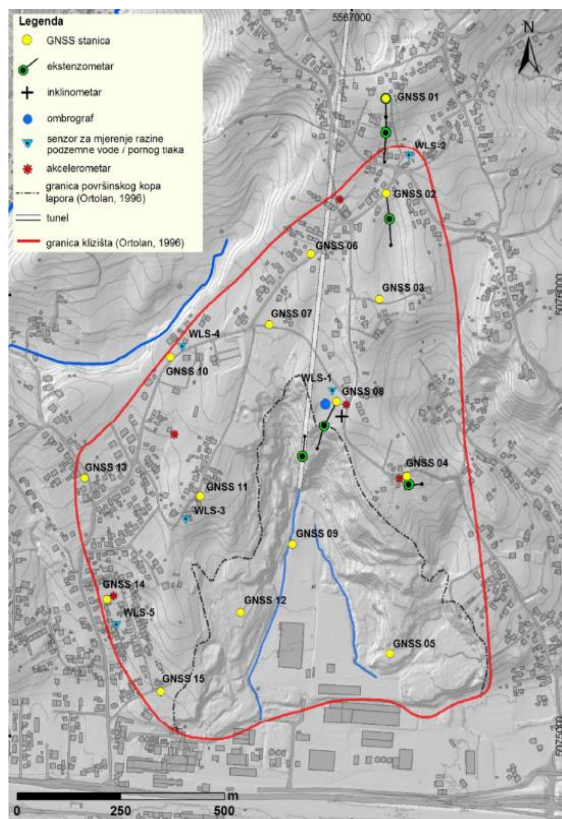 5567000
Legenda
GNSS stanica
ekstenzometar
inklinometar
ombrograf
senzor za mjerenje razine
podzemne vode / pornog tlaka
akcelerometar
granica površinskog kopa
lapora (Ortolan, 1996)
tunel
granica klizišta (Ortolan, 1996)
N
GNSS 01
WLS-2
GNSS 02
GNSS 06
GNSS 03
5076000
GNSS 07
WLS-4
GNSS 10
WLS-1
GNSS 08
GNSS 13
GNSS 04
GNSS 11
WLS-3
GNSS 09
GNSS 14
GNSS 12
WLS-5
GNSS 05
GNSS 15
5075000
0 250 500
m